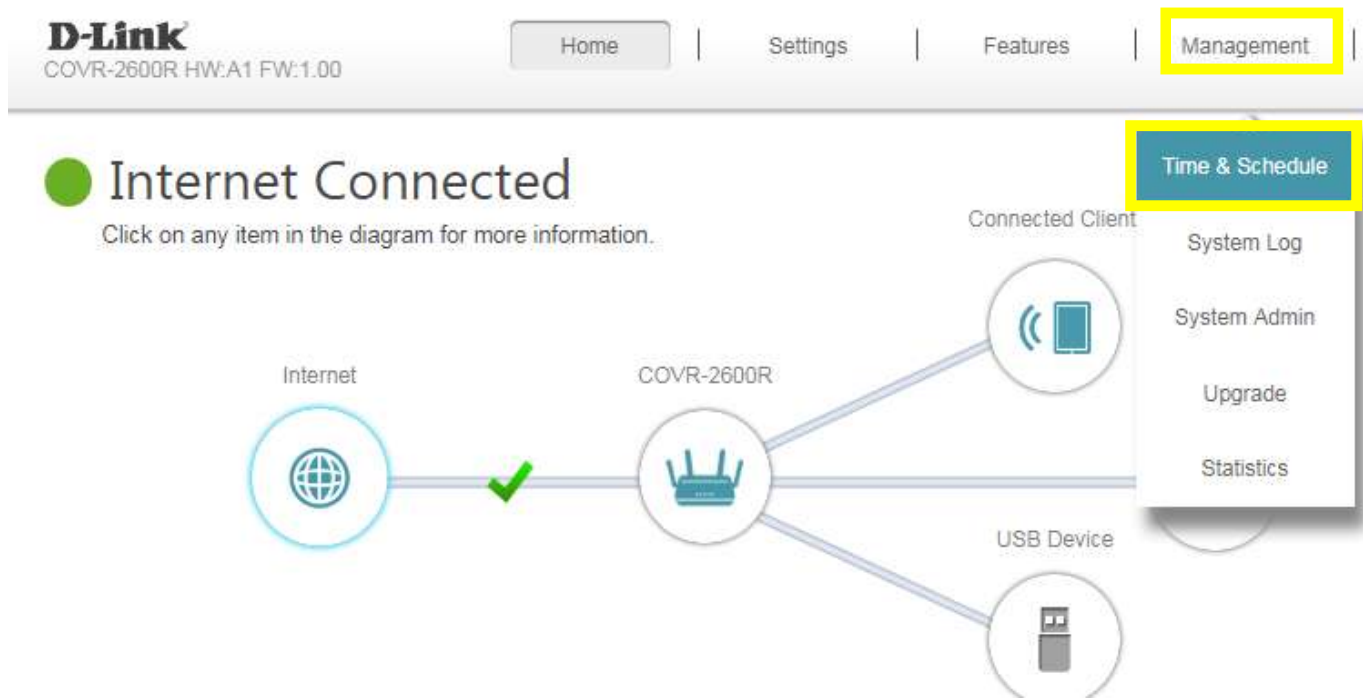 D-Link
COVR-2600R HW:A1 FW:1.00
Home | Settings | Features | Management |
Internet Connected
Click on any item in the diagram for more information.
Time & Schedule
System Log
System Admin
Upgrade
Statistics
Connected Client
Internet
COVR-2600R
USB Device